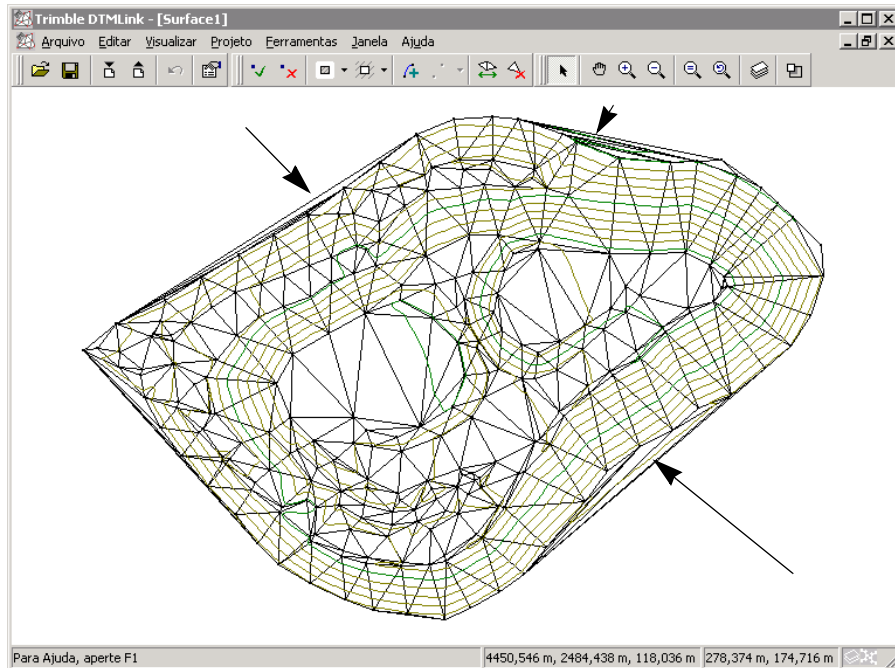 Trimble DTMLink - [Surface1]
Arquivo Editar Visualizar Projeto Ferramentas Janela Ajuda
Para Ajuda, aperte F1
4450,546 m, 2484,438 m, 118,036 m
278,374 m, 174,716 m